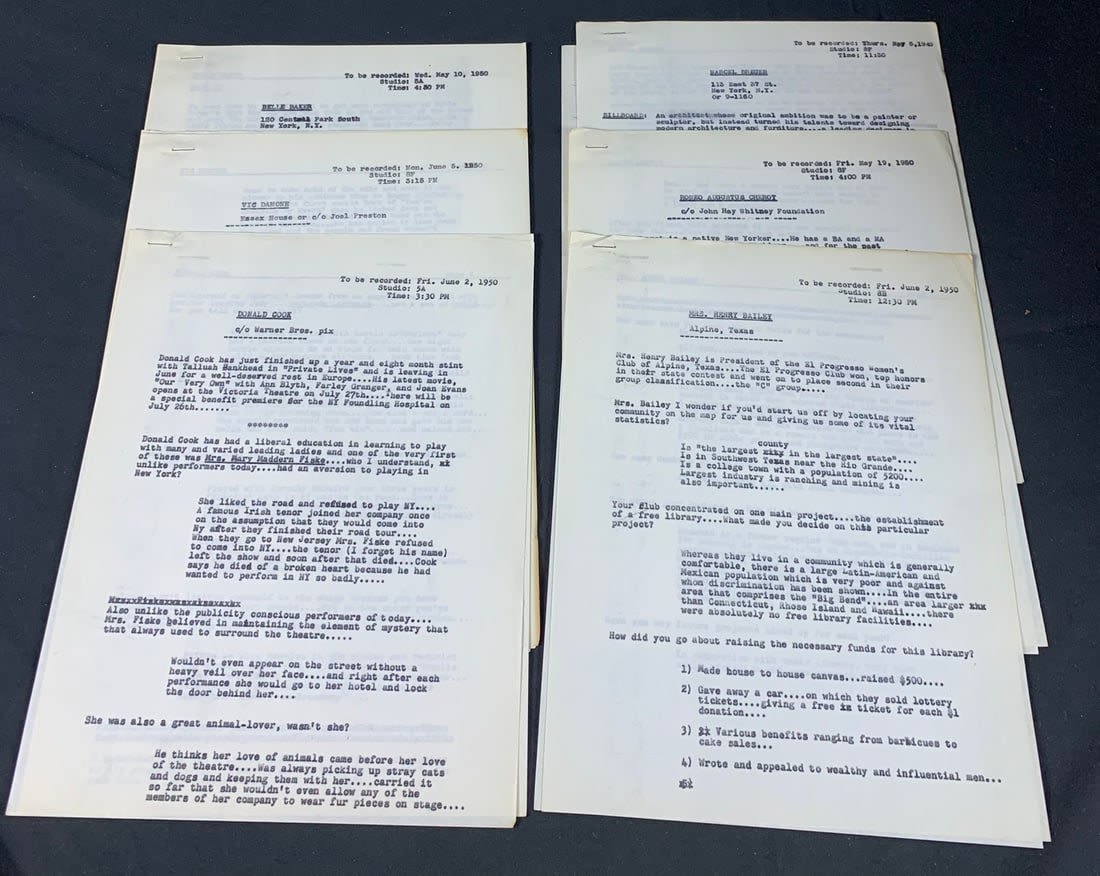 To be recorded: Wed. May 10, 1950
Studio: 5A
Time: 4:30 PM
BELLE BAKER
120 Central Park South
New York, N.Y.
To be recorded: Mon. June 5. 1950
Studio: 8F
Time: 3:15 PM
VIC DAMONE
Essex House or c/o Joel Preston
To be recorded: Fri. June 2, 1950
Studio: 5A
Time: 3:30 PM
DONALD COOK
c/o Warner Bros. pix
Donald Cook has just finished up a year and eight month stint
with Tallulah Bankhead in "Private Lives" and is leaving in
June for a well-deserved rest in Europe....His latest movie,
"Our Very Own" with Ann Blyth, Farley Granger, and Joan Evans
opens at the Victoria Theatre on July 27th....There will be
a special benefit premiere for the NY Foundling Hospital on
July 26th.......
********
Donald Cook has had a liberal education in learning to play
with many and varied leading ladies and one of the very first
of these was Mrs. Mary Maddern Fiske....who I understand,
unlike performers today....had an aversion to playing in
New York?
She liked the road and refused to play NY....
A famous Irish tenor joined her company once
on the assumption that they would come into
Ny after they finished their road tour....
When they go to New Jersey Mrs. Fiske refused
to come into NY....the tenor (I forget his name)
left the show and soon after that died....Cook
says he died of a broken heart because he had
wanted to perform in NY so badly.....
Also unlike the publicity conscious performers of today....
Mrs. Fiske believed in maintaining the element of mystery that
that always used to surround the theatre.....
Wouldn't even appear on the street without a
heavy veil over her face....and right after each
performance she would go to her hotel and lock
the door behind her....
She was also a great animal-lover, wasn't she?
He thinks her love of animals came before her love
of the theatre....Was always picking up stray cats
and dogs and keeping them with her....carried it
so far that she wouldn't even allow any of the
members of her company to wear fur pieces on stage....
To be recorded: Thurs. 
Studio: 8F
Time: 11:30
MARCEL BREUER
113 East 37 St.
New York, N.Y.
Or 9-1160
BILLBOARD: An architect whose original ambition was to be a painter or
sculptor, but instead turned his talents toward designing
modern architecture and furniture....a leading designer in
To be recorded: Fri. May 19, 1950
Studio: 8F
Time: 4:00 PM
ROMEO AUGUSTUS CHEROT
c/o John Hay Whitney Foundation
is a native New Yorker....He has a BA and a MA
and for the past
To be recorded: Fri. June 2, 1950
Studio: 8B
Time: 12:30 PM
MRS. HENRY BAILEY
Alpine, Texas
Mrs. Henry Bailey is President of the El Progresso Women's
Club of Alpine, Texas....The El Progresso Club won, top honors
in their state contest and went on to place second in their
group classification....the "C" group.....
Mrs. Bailey I wonder if you'd start us off by locating your
community on the map for us and giving us some of its vital
statistics?
county
Is "the largest in the largest state"....
Is in Southwest Texas near the Rio Grande....
Is a collage town with a population of 5200....
Largest industry is ranching and mining is
also important......
Your Club concentrated on one main project....the establishment
of a free library....What made you decide on this particular
project?
Whereas they live in a community which is generally
comfortable, there is a large Latin-American and
Mexican population which is very poor and against
whom discrimination has been shown....In the entire
area that comprises the "Big Bend"....an area larger xhx
than Connecticut, Rhose Island and Hawaii....there
were absolutely no free library facilities....
How did you go about raising the necessary funds for this library?
1) Made house to house canvas...raised $500....
2) Gave away a car....on which they sold lottery
tickets....giving a free ticket for each $1
donation....
3) Various benefits ranging from barbicues to
cake sales...
4) Wrote and appealed to wealthy and influential men...